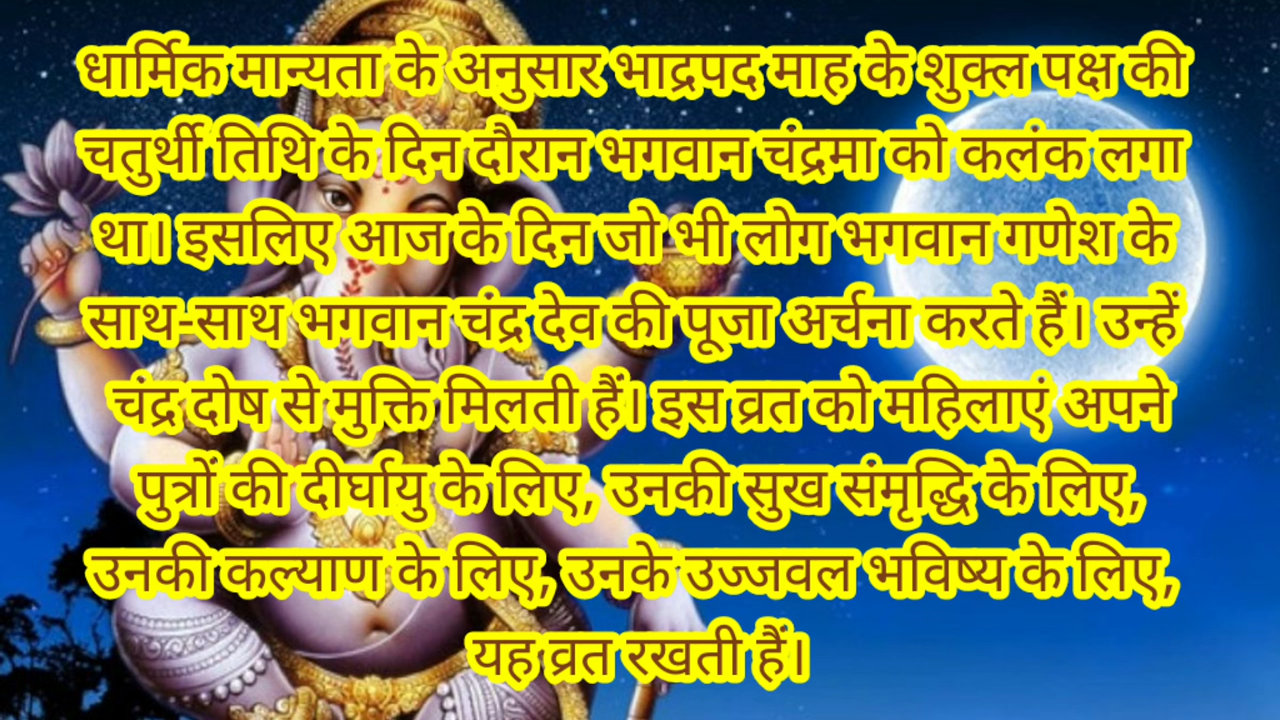 धार्मिक मान्यता के अनुसार भाद्रपद माह के शुक्ल पक्ष की
चतुर्थी तिथि के दिन दौरान भगवान चंद्रमा को कलंक लगा
था। इसलिए आज के दिन जो भी लोग भगवान गणेश के
साथ-साथ भगवान चंद्र देव की पूजा अर्चना करते हैं। उन्हें
चंद्र दोष से मुक्ति मिलती हैं। इस व्रत को महिलाएं अपने
पुत्रों की दीर्घायु के लिए, उनकी सुख संमृद्धि के लिए,
उनकी कल्याण के लिए, उनके उज्जवल भविष्य के लिए,
यह व्रत रखती हैं।